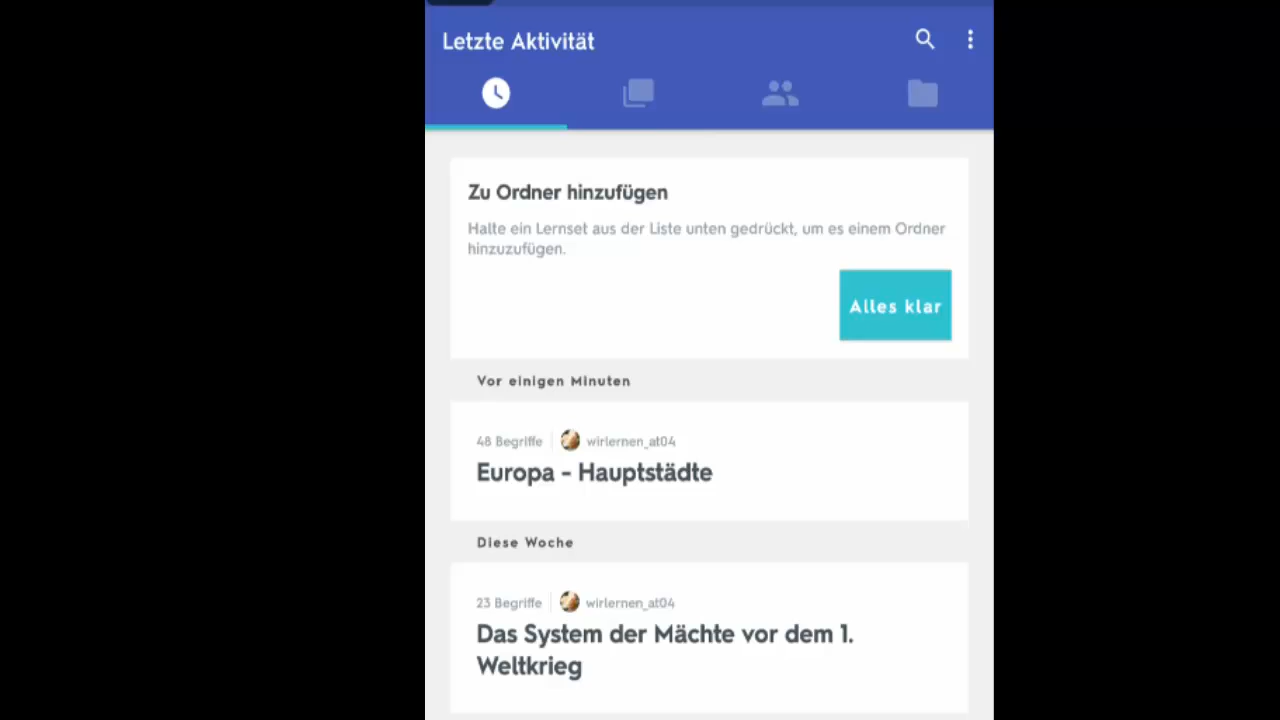 Letzte Aktivität
Zu Ordner hinzufügen
Halte ein Lernset aus der Liste unten gedrückt, um es einem Ordner
hinzuzufügen.
Alles klar
Vor einigen Minuten
48 Begriffe wirlernen_at04
Europa - Hauptstädte
Diese Woche
23 Begriffe wirlernen_at04
Das System der Mächte vor dem 1.
Weltkrieg